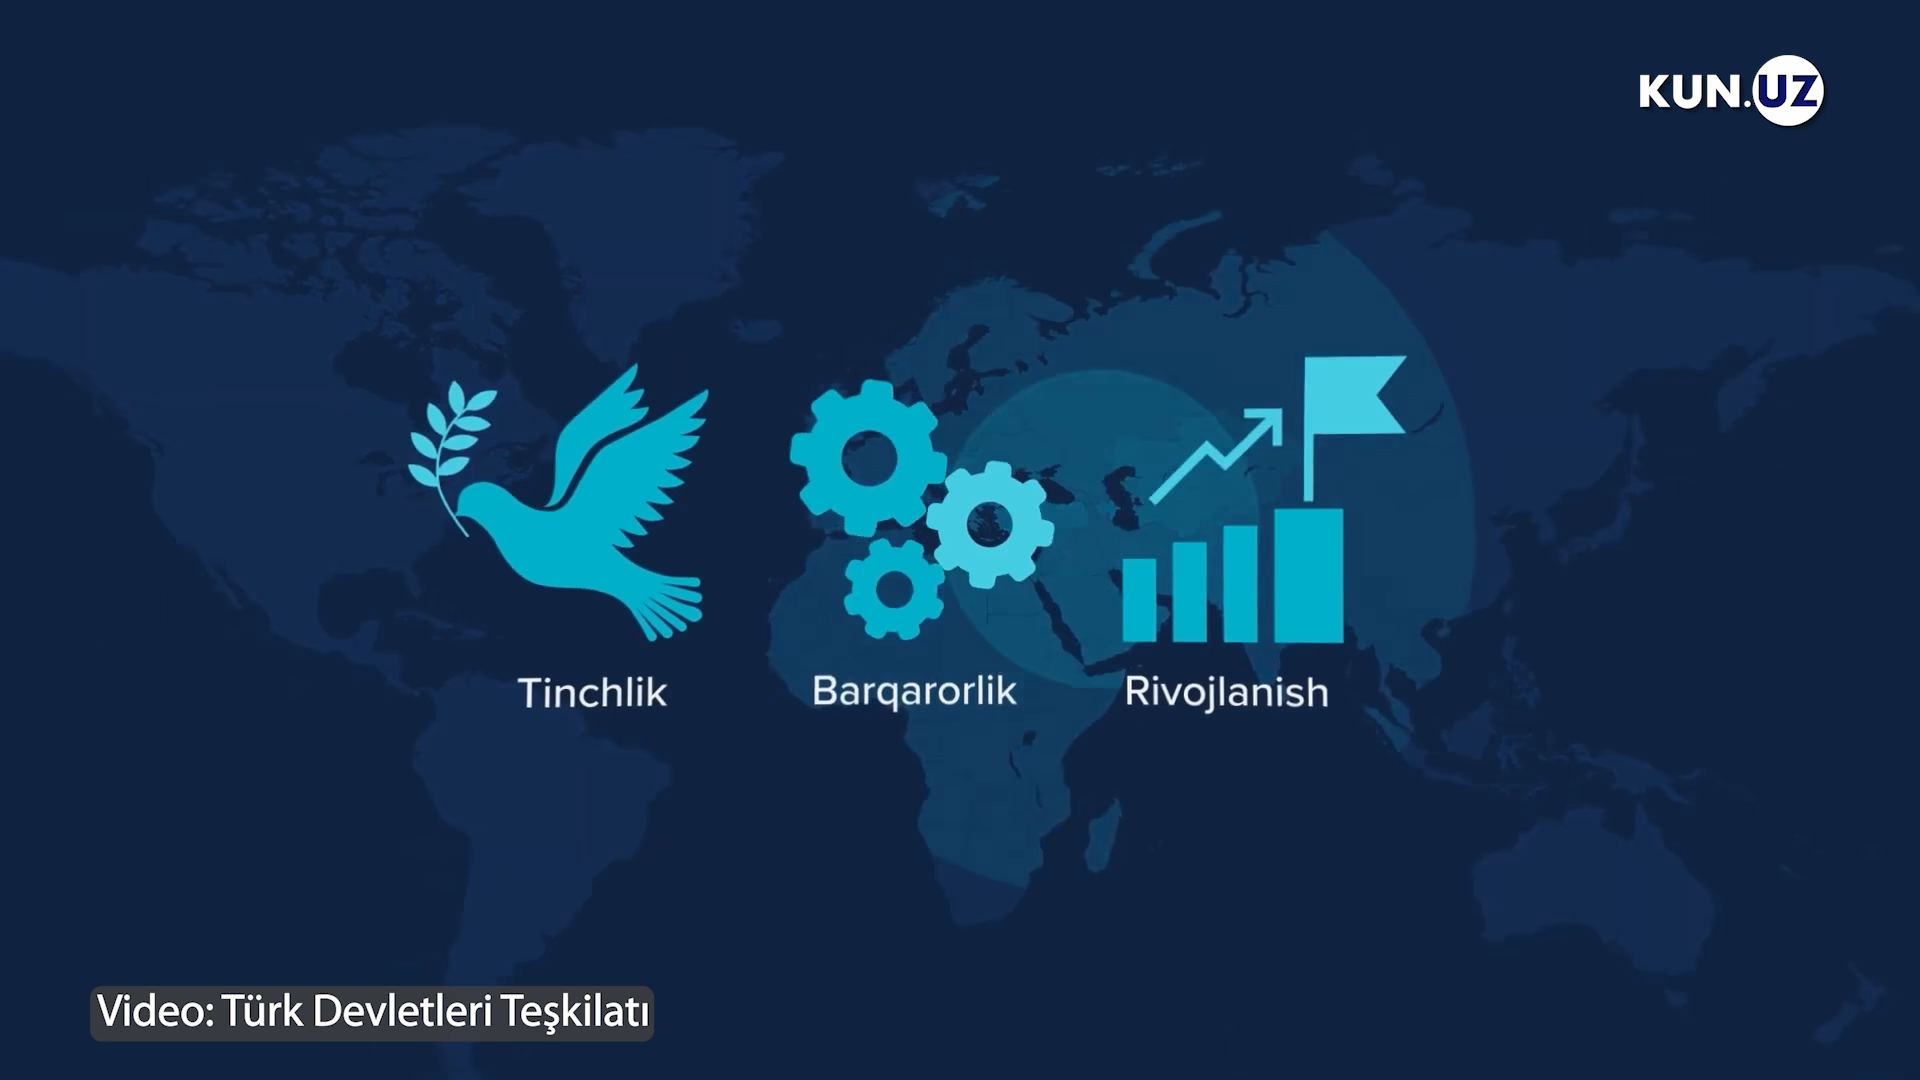 KUN.UZ
Tinchlik
Barqarorlik
Rivojlanish
Video: Türk Devletleri Teşkilatı